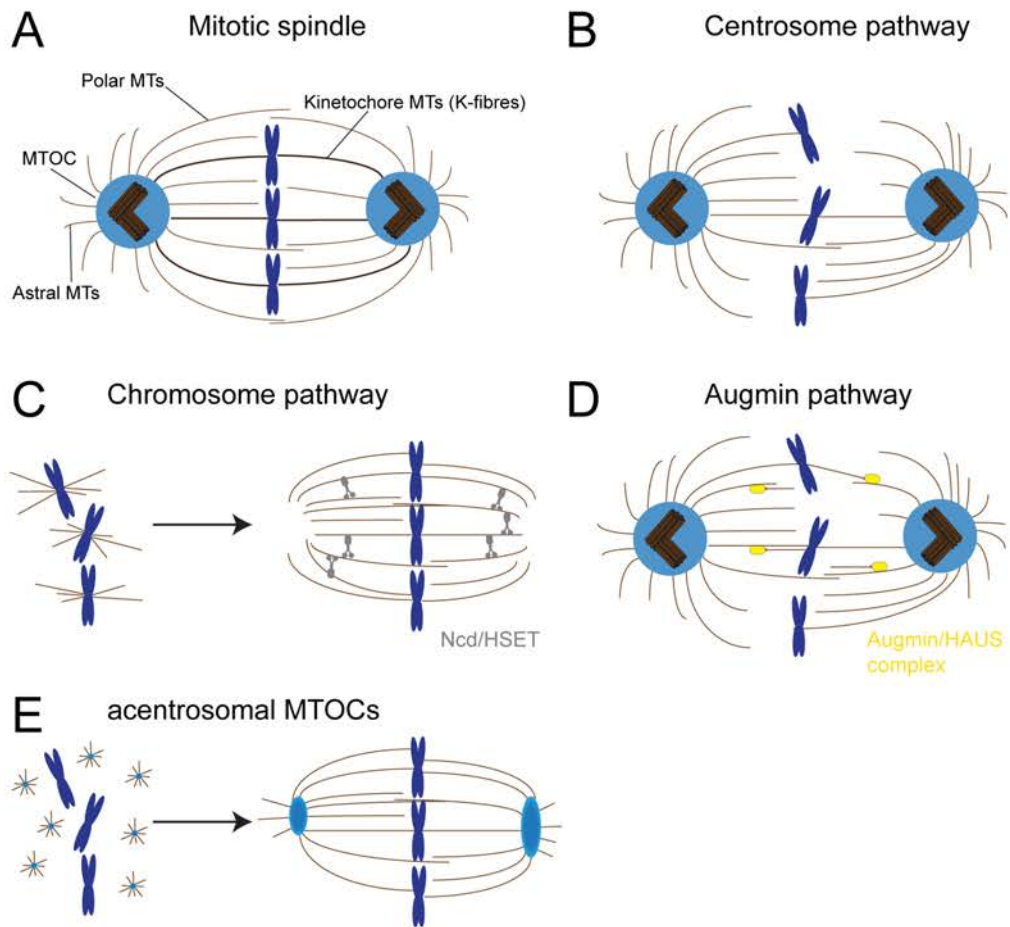 A
Mitotic spindle
Polar MTs
Kinetochore MTs (K-fibres)
MTOC
Astral MTs
B
Centrosome pathway
C
Chromosome pathway
Ncd/HSET
D
Augmin pathway
Augmin/HAUS
complex
E
acentrosomal MTOCs